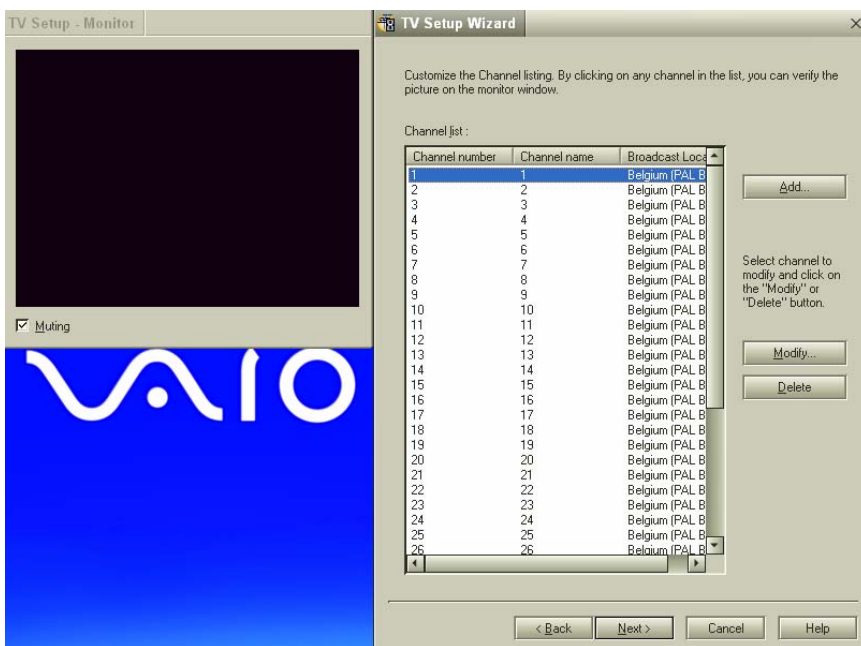 TV Setup - Monitor
Muting
VAIO
TV Setup Wizard
Customize the Channel listing. By clicking on any channel in the list, you can verify the
picture on the monitor window.
Channel list :
Channel number Channel name Broadcast Loca
1 1 Belgium (PAL B
2 2 Belgium (PAL B
3 3 Belgium (PAL B
4 4 Belgium (PAL B
5 5 Belgium (PAL B
6 6 Belgium (PAL B
7 7 Belgium (PAL B
8 8 Belgium (PAL B
9 9 Belgium (PAL B
10 10 Belgium (PAL B
11 11 Belgium (PAL B
12 12 Belgium (PAL B
13 13 Belgium (PAL B
14 14 Belgium (PAL B
15 15 Belgium (PAL B
16 16 Belgium (PAL B
17 17 Belgium (PAL B
18 18 Belgium (PAL B
19 19 Belgium (PAL B
20 20 Belgium (PAL B
21 21 Belgium (PAL B
22 22 Belgium (PAL B
23 23 Belgium (PAL B
24 24 Belgium (PAL B
25 25 Belgium (PAL B
26 26 Belgium (PAL B
Add...
Select channel to
modify and click on
the "Modify" or
"Delete" button.
Modify...
Delete
< Back Next > Cancel Help